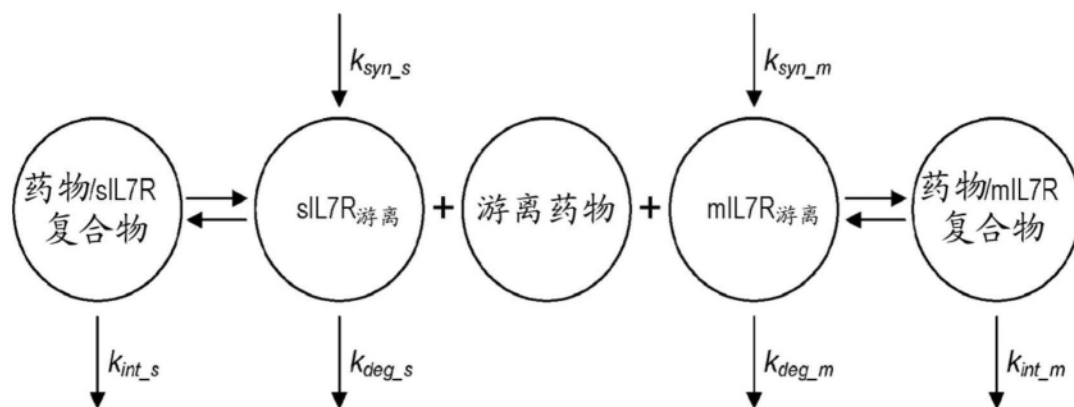 k_syn_s
k_syn_m
药物/sIL7R
复合物
sIL7R游离
+
游离药物
+
mIL7R游离
药物/mIL7R
复合物
k_int_s
k_deg_s
k_deg_m
k_int_m